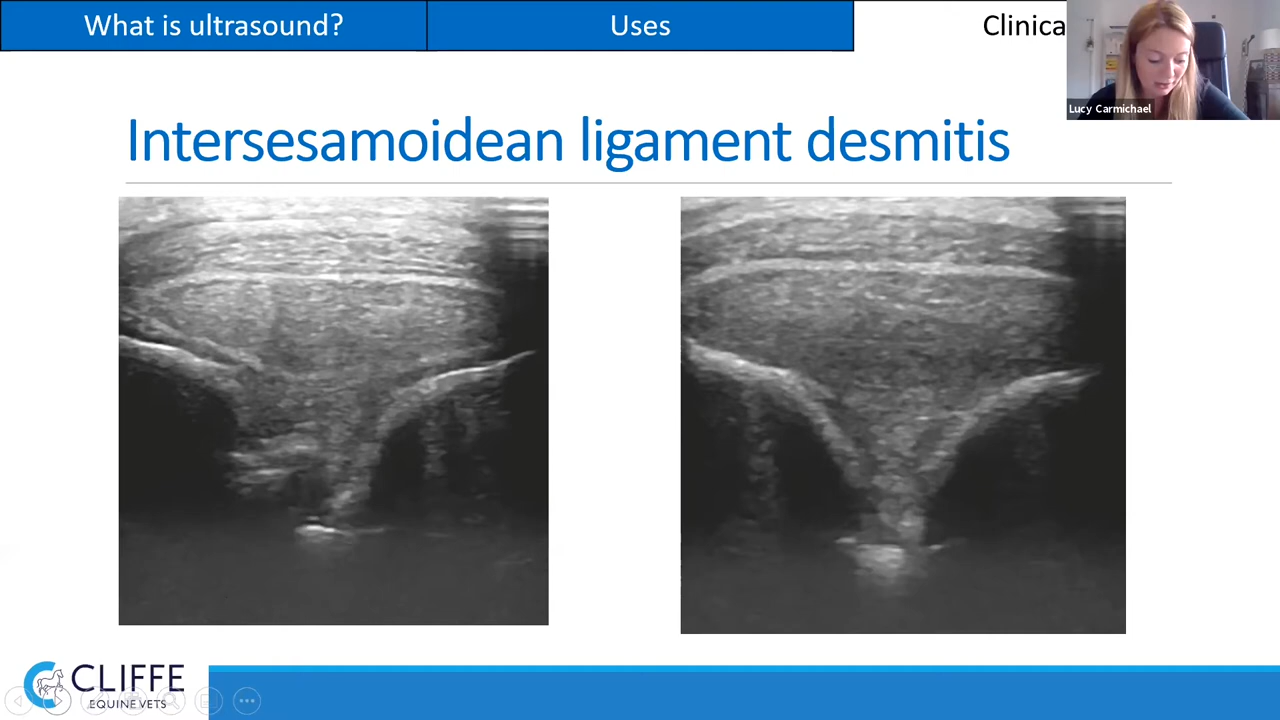 What is ultrasound?
Uses
Clinica
Lucy Carmichael
Intersesamoidean ligament desmitis
CLIFFE
EQUINE VETS